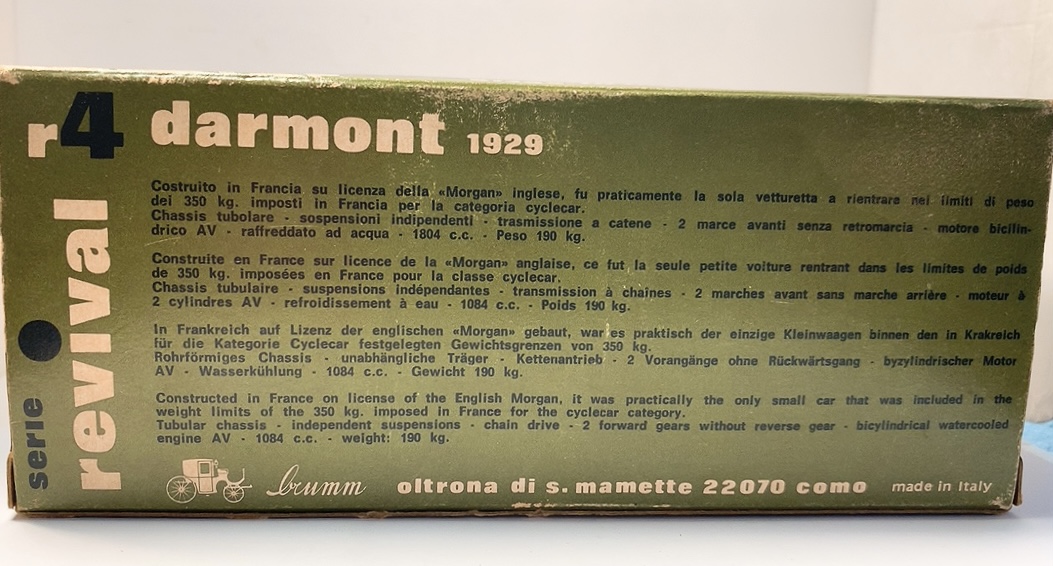 r4 darmont 1929
serie revival
Costruito in Francia su licenza della «Morgan» inglese, fu praticamente la sola vetturetta a rientrare nei limiti di peso
dei 350 kg. imposti in Francia per la categoria cyclecar.
Chassis tubolare - sospensioni indipendenti - trasmissione a catene - 2 marce avanti senza retromarcia - motore bicilin-
drico AV - raffreddato ad acqua - 1804 c.c. - Peso 190 kg.
Construite en France sur licence de la «Morgan» anglaise, ce fut la seule petite voiture rentrant dans les limites de poids
de 350 kg. imposées en France pour la classe cyclecar.
Chassis tubulaire - suspensions indépendantes - transmission à chaînes - 2 marches avant sans marche arrière - moteur à
2 cylindres AV - refroidissement à eau - 1084 c.c. - Poids 190 kg.
In Frankreich auf Lizenz der englischen «Morgan» gebaut, war es praktisch der einzige Kleinwaagen binnen den in Krakreich
für die Kategorie Cyclecar festgelegten Gewichtsgrenzen von 350 kg.
Rohrförmiges Chassis - unabhängliche Träger - Kettenantrieb - 2 Vorangänge ohne Rückwärtsgang - byzylindrischer Motor
AV - Wasserkühlung - 1084 c.c. - Gewicht 190 kg.
Constructed in France on license of the English Morgan, it was practically the only small car that was included in the
weight limits of the 350 kg. imposed in France for the cyclecar category.
Tubular chassis - independent suspensions - chain drive - 2 forward gears without reverse gear - bicylindrical watercooled
engine AV - 1084 c.c. - weight: 190 kg.
brumm oltrona di s. mamette 22070 como made in Italy